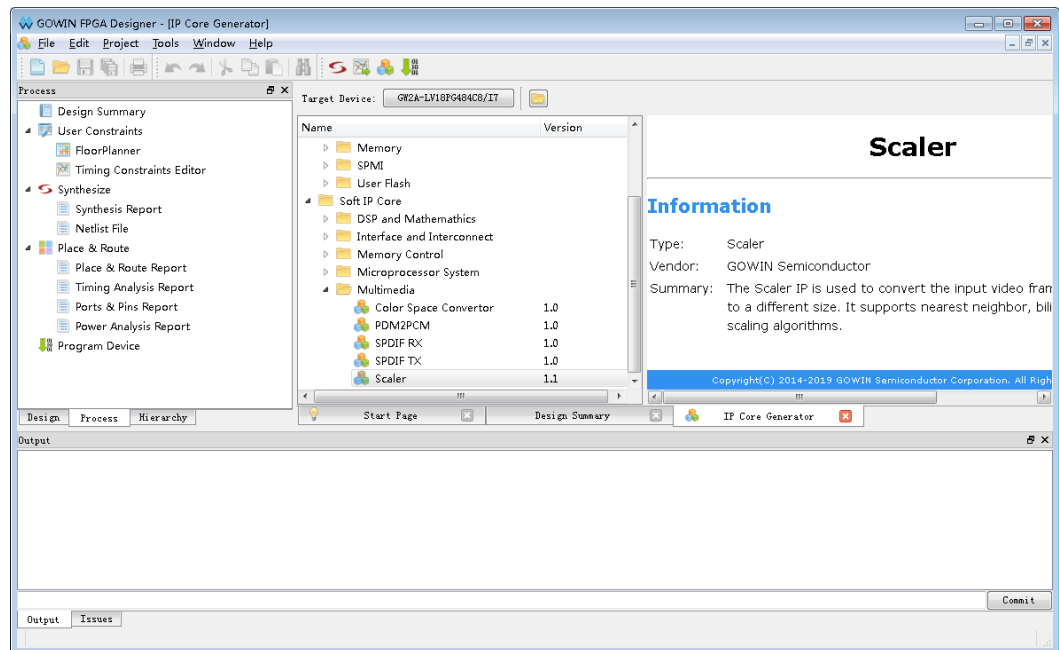 GOWIN FPGA Designer - [IP Core Generator]
File Edit Project Tools Window Help
Process
Design Summary
User Constraints
FloorPlanner
Timing Constraints Editor
Synthesize
Synthesis Report
Netlist File
Place & Route
Place & Route Report
Timing Analysis Report
Ports & Pins Report
Power Analysis Report
Program Device
Design Process Hierarchy
Target Device: GW2A-LV18PG484C8/I7
Name Version
Memory
SPMI
User Flash
Soft IP Core
DSP and Mathemathics
Interface and Interconnect
Memory Control
Microprocessor System
Multimedia
Color Space Convertor 1.0
PDM2PCM 1.0
SPDIF RX 1.0
SPDIF TX 1.0
Scaler 1.1
Scaler
Information
Type: Scaler
Vendor: GOWIN Semiconductor
Summary: The Scaler IP is used to convert the input video fram
to a different size. It supports nearest neighbor, bili
scaling algorithms.
Copyright(C) 2014-2019 GOWIN Semiconductor Corporation. All Righ
Start Page Design Summary IP Core Generator
Output
Commit
Output Issues